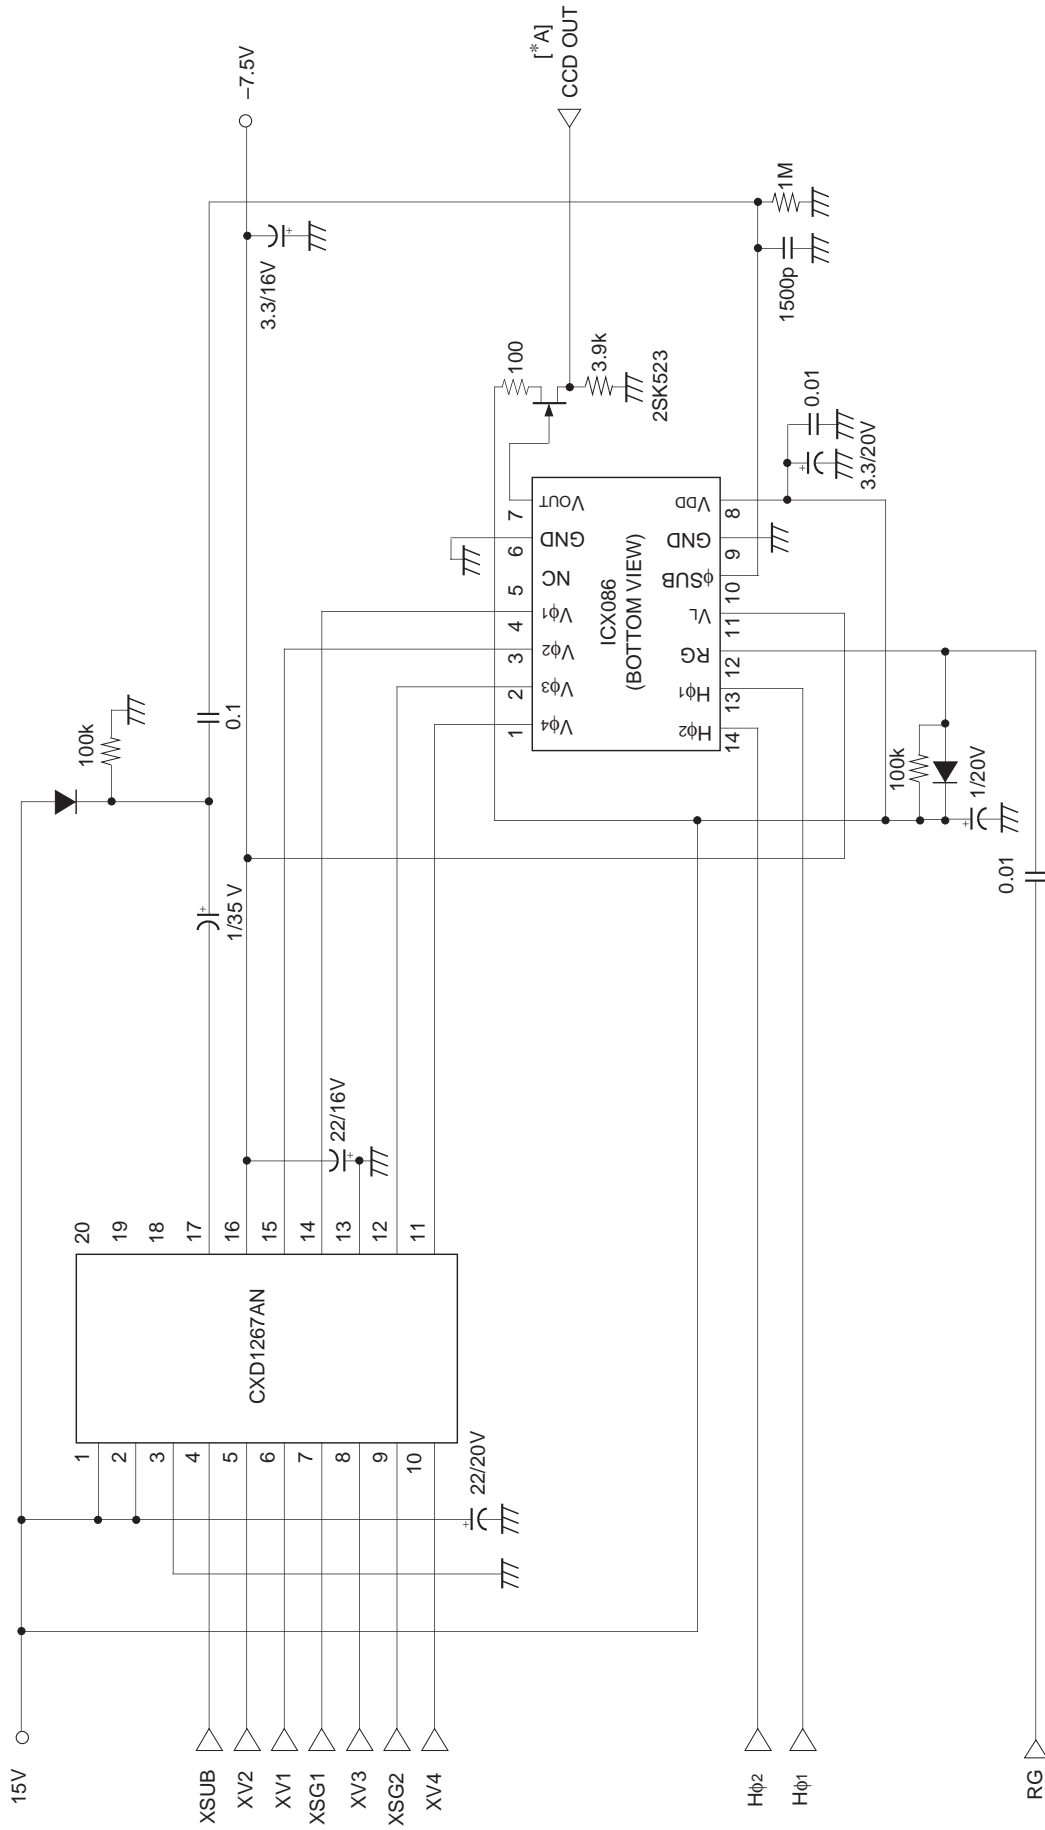 15V
XSUB
XV2
XV1
XSG1
XV3
XSG2
XV4
Hϕ2
Hϕ1
RG
22/20V
1
2
3
4
5
6
7
8
9
10
CXD1267AN
20
19
18
17
16
15
14
13
12
11
22/16V
1/35 V
100k
0.1
3.3/16V
–7.5V
[*A]
CCD OUT
100
3.9k
2SK523
1
2
3
4
5
6
7
Vϕ4
Vϕ3
Vϕ2
Vϕ1
NC
GND
VOUT
ICX086
(BOTTOM VIEW)
Hϕ2
Hϕ1
RG
VL
ϕSUB
GND
VDD
14
13
12
11
10
9
8
1500p
1M
0.01
3.3/20V
100k
1/20V
0.01